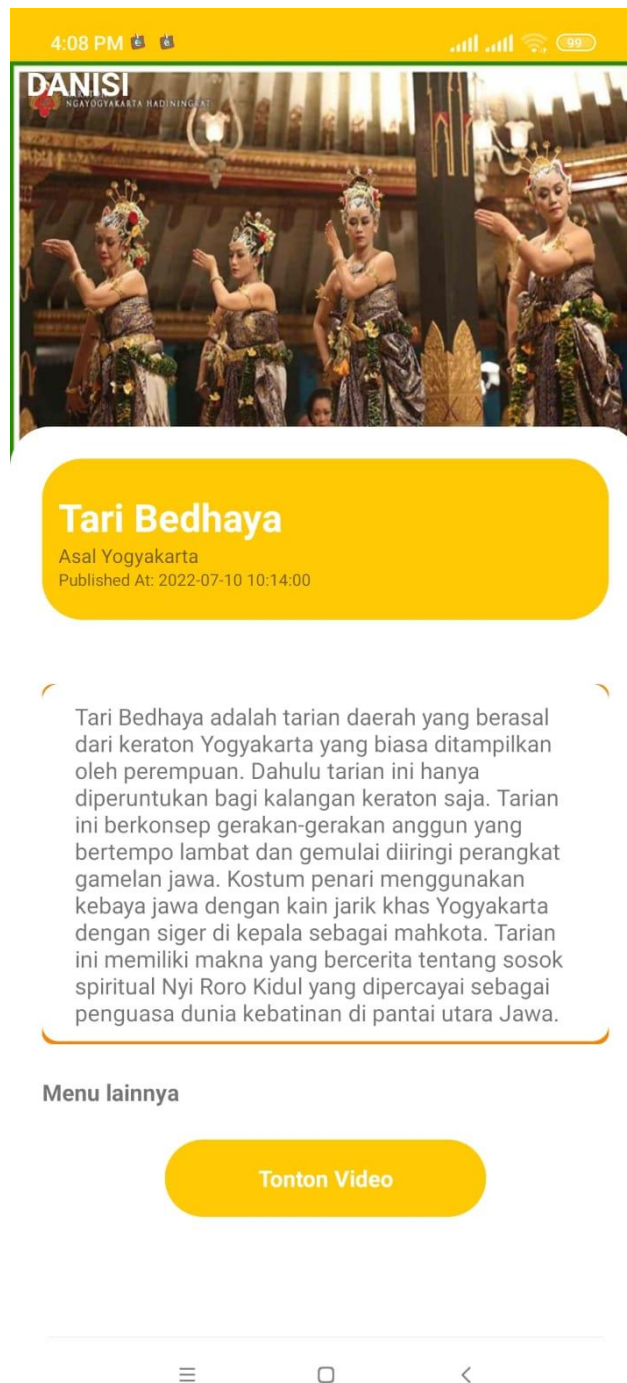 4:08 PM
99
DANISI
NGAYOGYAKARTA HADININGRAT
Tari Bedhaya
Asal Yogyakarta
Published At: 2022-07-10 10:14:00
Tari Bedhaya adalah tarian daerah yang berasal
dari keraton Yogyakarta yang biasa ditampilkan
oleh perempuan. Dahulu tarian ini hanya
diperuntukan bagi kalangan keraton saja. Tarian
ini berkonsep gerakan-gerakan anggun yang
bertempo lambat dan gemulai diiringi perangkat
gamelan jawa. Kostum penari menggunakan
kebaya jawa dengan kain jarik khas Yogyakarta
dengan siger di kepala sebagai mahkota. Tarian
ini memiliki makna yang bercerita tentang sosok
spiritual Nyi Roro Kidul yang dipercayai sebagai
penguasa dunia kebatinan di pantai utara Jawa.
Menu lainnya
Tonton Video